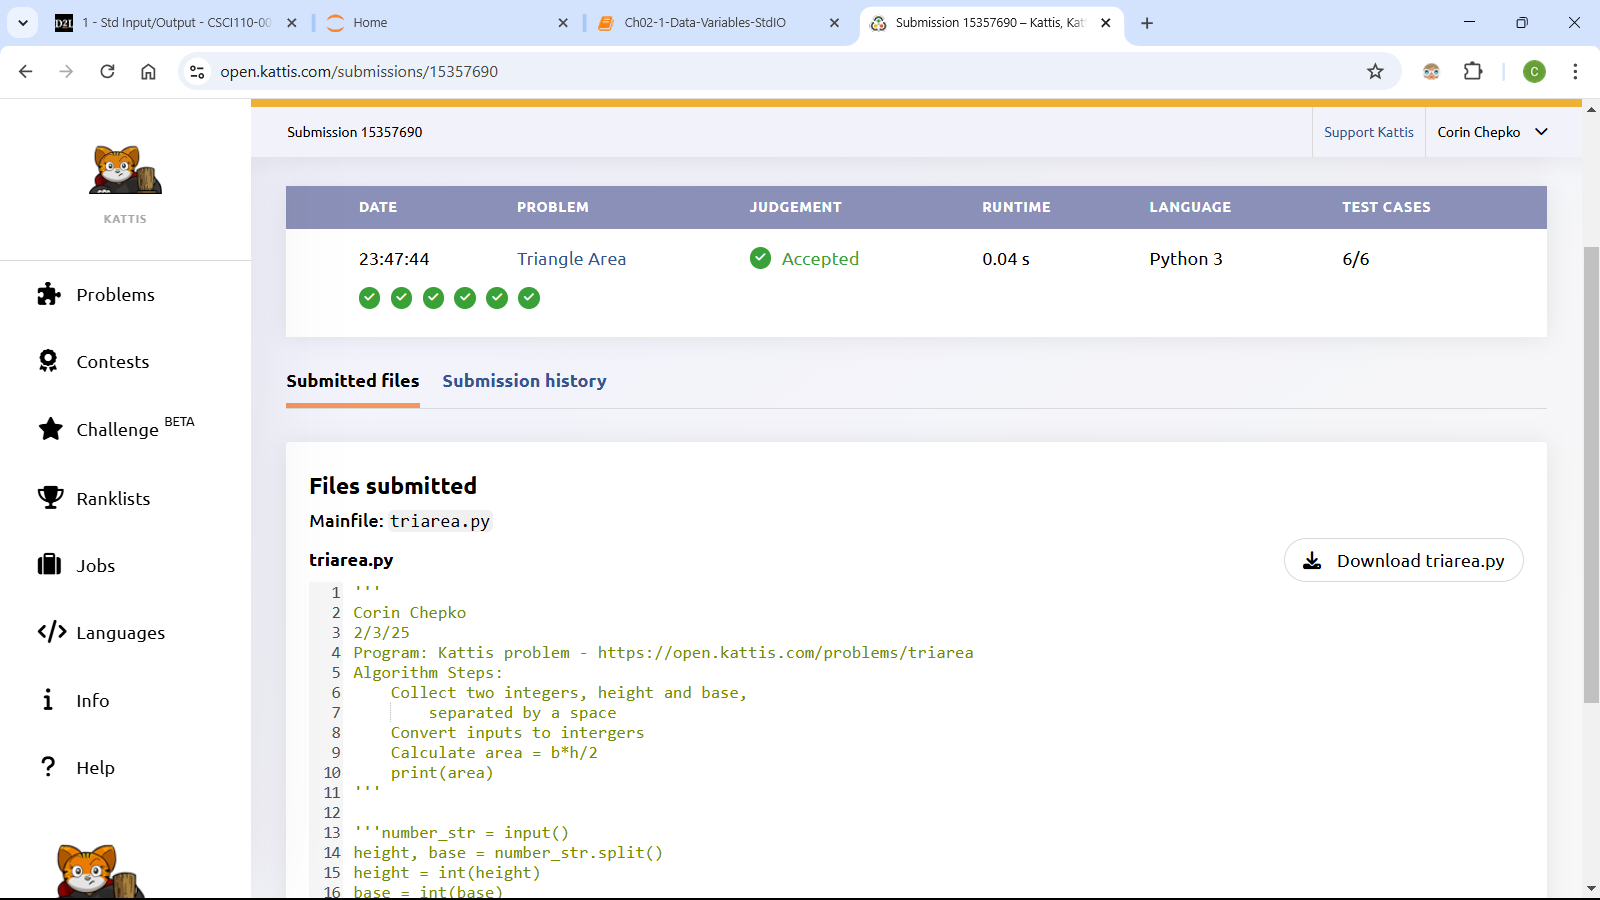 1 - Std Input/Output - CSCI110-00
Home
Ch02-1-Data-Variables-StdIO
Submission 15357690 – Kattis, Kat
open.kattis.com/submissions/15357690
C
Submission 15357690
Support Kattis
Corin Chepko
KATTIS
Problems
Contests
Challenge BETA
Ranklists
Jobs
Languages
Info
Help
DATE PROBLEM JUDGEMENT RUNTIME LANGUAGE TEST CASES
23:47:44 Triangle Area Accepted 0.04 s Python 3 6/6
Submitted files Submission history
Files submitted
Mainfile: triarea.py
triarea.py
Download triarea.py
1 '''
2 Corin Chepko
3 2/3/25
4 Program: Kattis problem - https://open.kattis.com/problems/triarea
5 Algorithm Steps:
6     Collect two integers, height and base,
7         separated by a space
8     Convert inputs to intergers
9     Calculate area = b*h/2
10     print(area)
11 '''
12
13 '''number_str = input()
14 height, base = number_str.split()
15 height = int(height)
16 base = int(base)